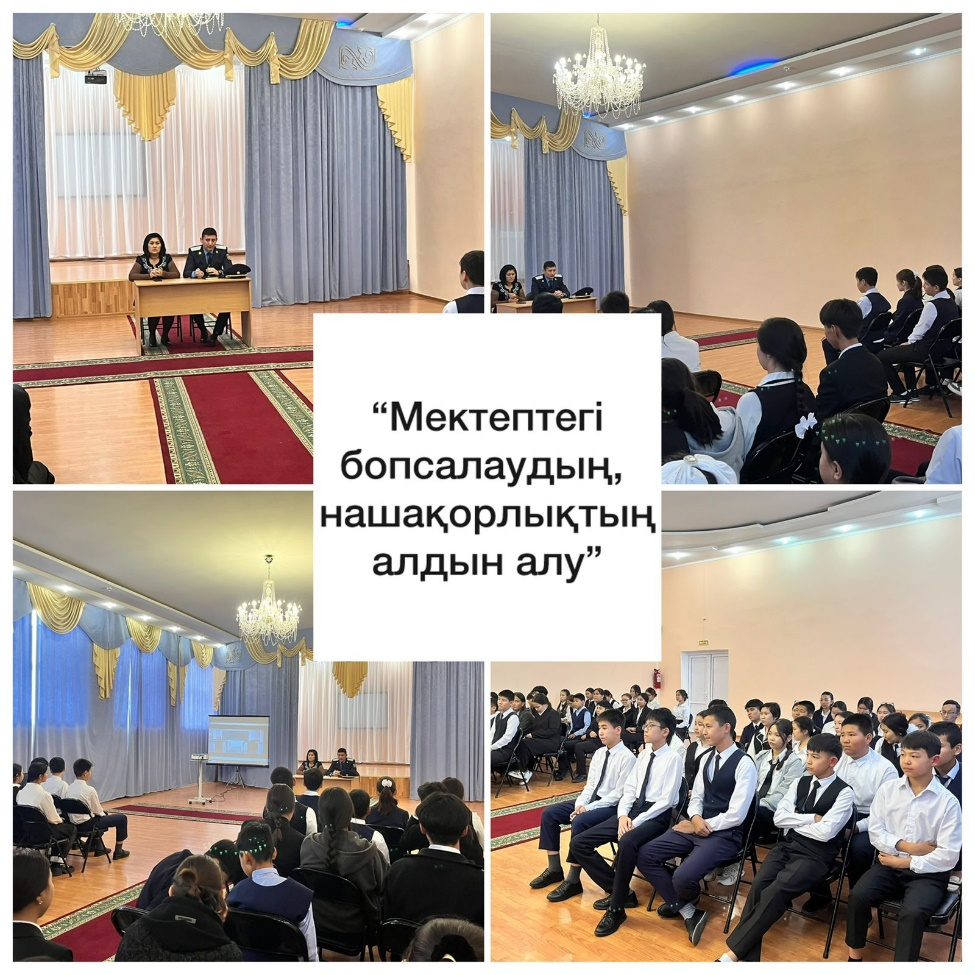 “Мектептегі
бопсалаудың,
нашақорлықтың
алдын алу”